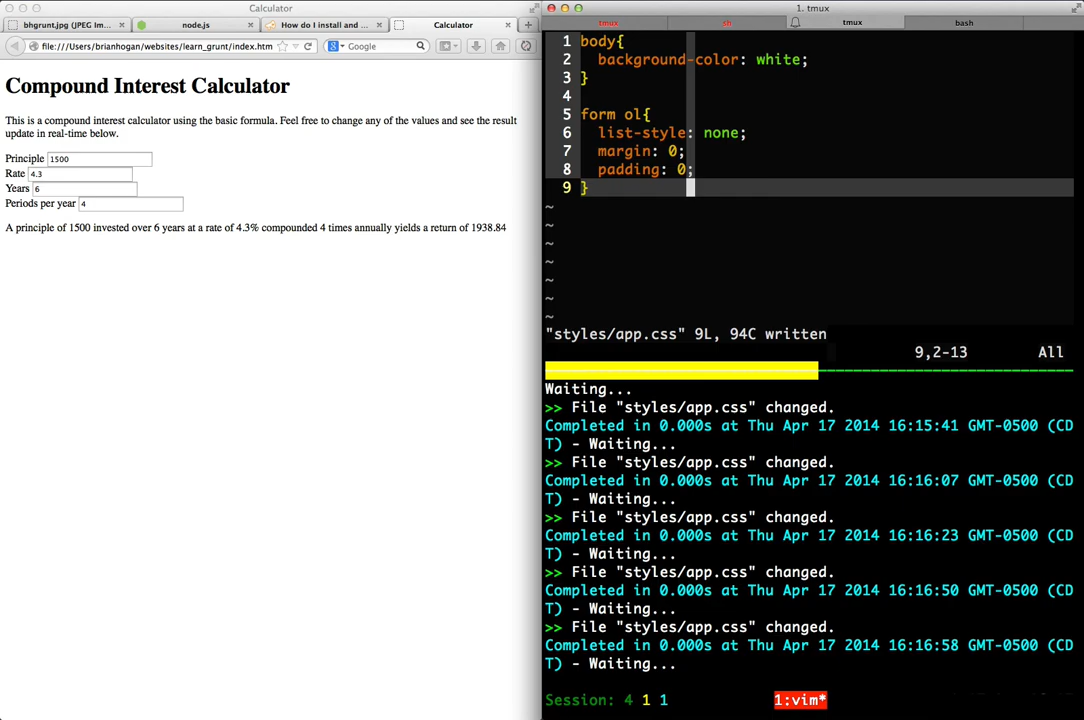 Calculator
bhgrunt.jpg (JPEG Im...
node.js
How do I install and ...
Calculator
file:///Users/brianhogan/websites/learn_grunt/index.htm
Google
Compound Interest Calculator
This is a compound interest calculator using the basic formula. Feel free to change any of the values and see the result
update in real-time below.
Principle 1500
Rate 4.3
Years 6
Periods per year 4
A principle of 1500 invested over 6 years at a rate of 4.3% compounded 4 times annually yields a return of 1938.84
1. tmux
tmux
sh
tmux
bash
1 body{
2 background-color: white;
3 }
4
5 form ol{
6 list-style: none;
7 margin: 0;
8 padding: 0;
9 }
~
~
~
~
~
~
~
"styles/app.css" 9L, 94C written
9,2-13 All
Waiting...
>> File "styles/app.css" changed.
Completed in 0.000s at Thu Apr 17 2014 16:15:41 GMT-0500 (CD
T) - Waiting...
>> File "styles/app.css" changed.
Completed in 0.000s at Thu Apr 17 2014 16:16:07 GMT-0500 (CD
T) - Waiting...
>> File "styles/app.css" changed.
Completed in 0.000s at Thu Apr 17 2014 16:16:23 GMT-0500 (CD
T) - Waiting...
>> File "styles/app.css" changed.
Completed in 0.000s at Thu Apr 17 2014 16:16:50 GMT-0500 (CD
T) - Waiting...
>> File "styles/app.css" changed.
Completed in 0.000s at Thu Apr 17 2014 16:16:58 GMT-0500 (CD
T) - Waiting...
Session: 4 1 1
1:vim*